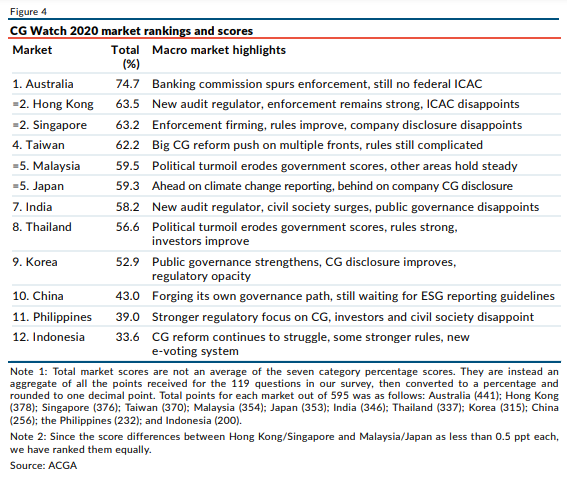 Figure 4
CG Watch 2020 market rankings and scores
Market Total (%) Macro market highlights
1. Australia 74.7 Banking commission spurs enforcement, still no federal ICAC
=2. Hong Kong 63.5 New audit regulator, enforcement remains strong, ICAC disappoints
=2. Singapore 63.2 Enforcement firming, rules improve, company disclosure disappoints
4. Taiwan 62.2 Big CG reform push on multiple fronts, rules still complicated
=5. Malaysia 59.5 Political turmoil erodes government scores, other areas hold steady
=5. Japan 59.3 Ahead on climate change reporting, behind on company CG disclosure
7. India 58.2 New audit regulator, civil society surges, public governance disappoints
8. Thailand 56.6 Political turmoil erodes government scores, rules strong,
investors improve
9. Korea 52.9 Public governance strengthens, CG disclosure improves,
regulatory opacity
10. China 43.0 Forging its own governance path, still waiting for ESG reporting guidelines
11. Philippines 39.0 Stronger regulatory focus on CG, investors and civil society disappoint
12. Indonesia 33.6 CG reform continues to struggle, some stronger rules, new
e-voting system
Note 1: Total market scores are not an average of the seven category percentage scores. They are instead an
aggregate of all the points received for the 119 questions in our survey, then converted to a percentage and
rounded to one decimal point. Total points for each market out of 595 was as follows: Australia (441); Hong Kong
(378); Singapore (376); Taiwan (370); Malaysia (354); Japan (353); India (346); Thailand (337); Korea (315); China
(256); the Philippines (232); and Indonesia (200).
Note 2: Since the score differences between Hong Kong/Singapore and Malaysia/Japan as less than 0.5 ppt each,
we have ranked them equally.
Source: ACGA